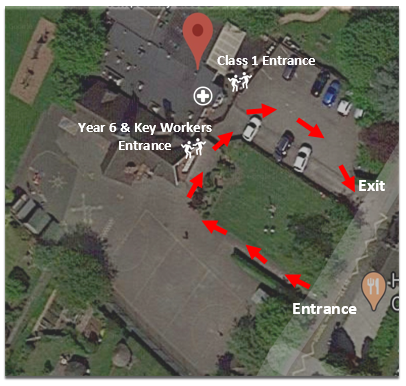 Class 1 Entrance
Year 6 & Key Workers
Entrance
Exit
Entrance